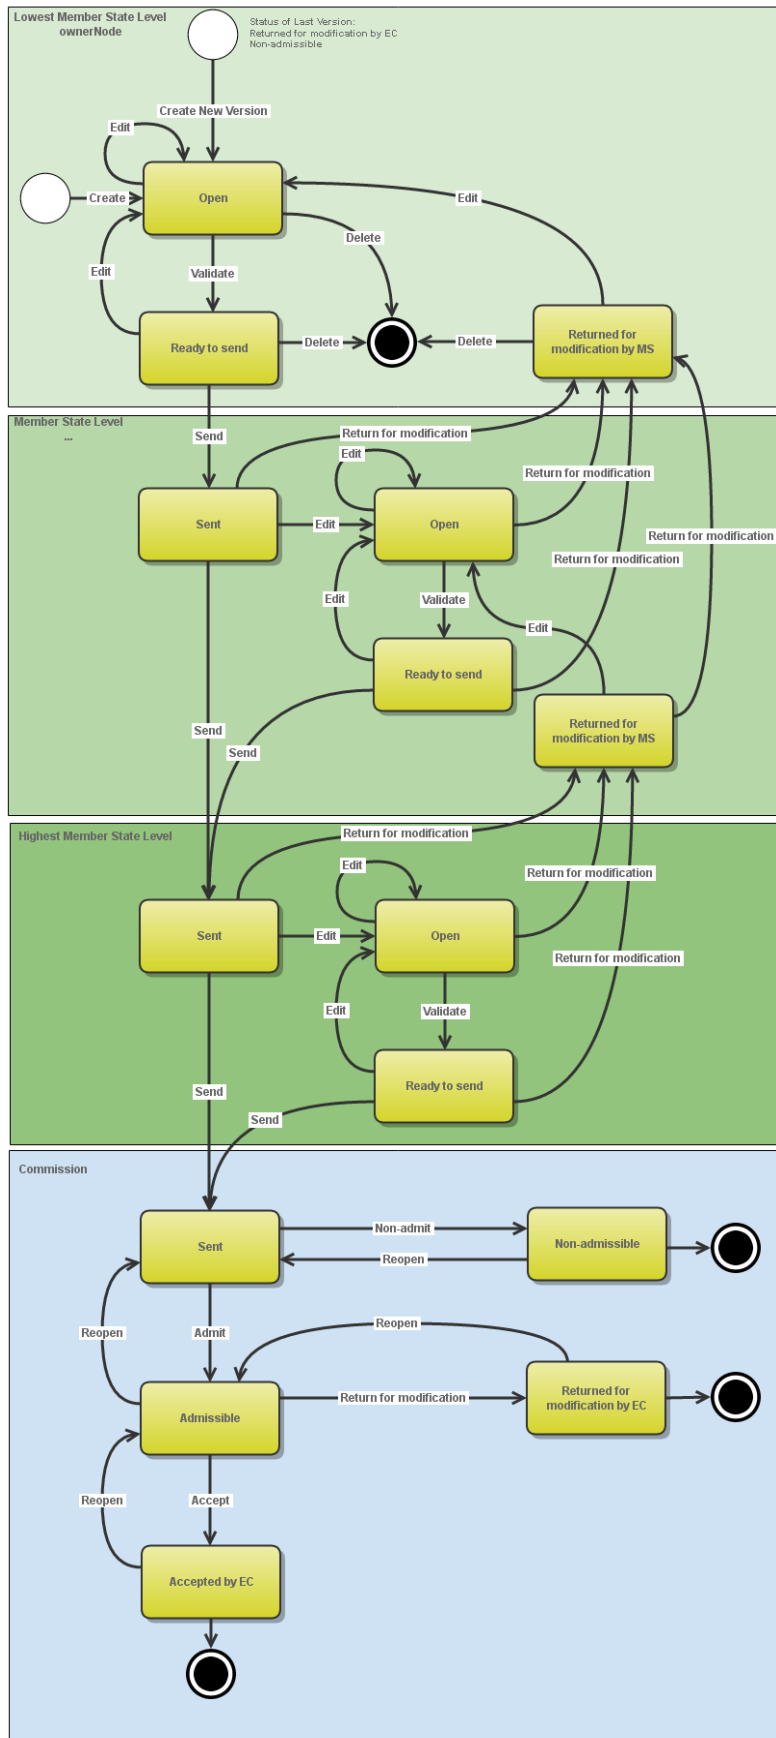 Lowest Member State Level
ownerNode
Status of Last Version:
Returned for modification by EC
Non-admissible
Create New Version
Edit
Create
Open
Edit
Delete
Edit
Validate
Ready to send
Delete
Delete
Returned for
modification by MS
Member State Level
...
Send
Return for modification
Edit
Return for modification
Sent
Edit
Open
Return for modification
Return for modification
Edit
Validate
Edit
Ready to send
Returned for
modification by MS
Send
Send
Highest Member State Level
Return for modification
Edit
Return for modification
Sent
Edit
Open
Return for modification
Edit
Validate
Ready to send
Send
Send
Commission
Non-admit
Sent
Non-admissible
Reopen
Reopen
Admit
Reopen
Return for modification
Returned for
modification by EC
Admissible
Reopen
Accept
Accepted by EC